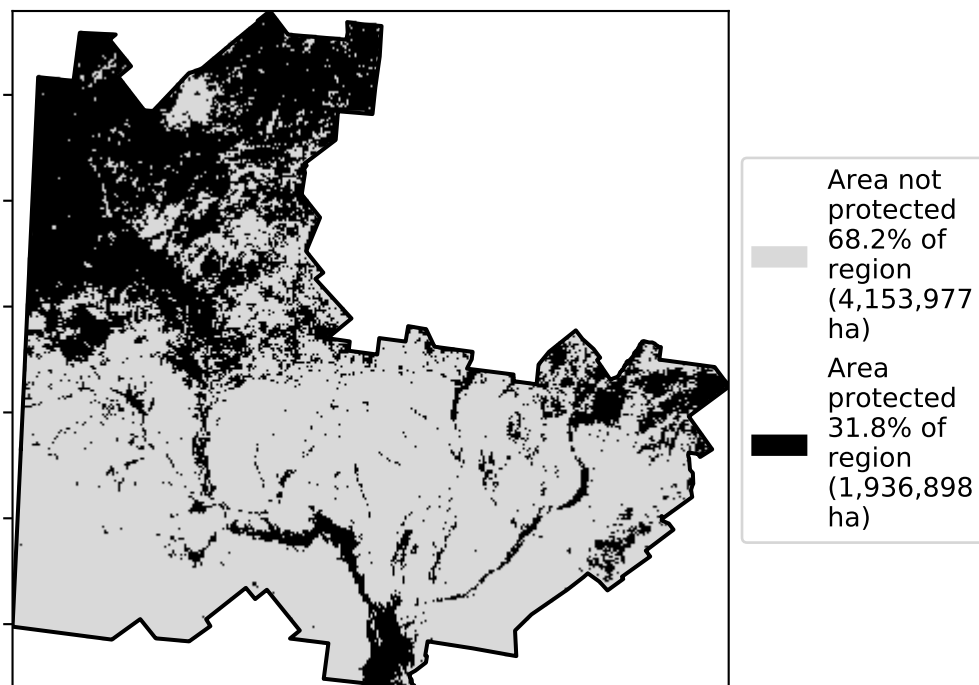 Area not
protected
68.2% of
region
(4,153,977
ha)
Area
protected
31.8% of
region
(1,936,898
ha)